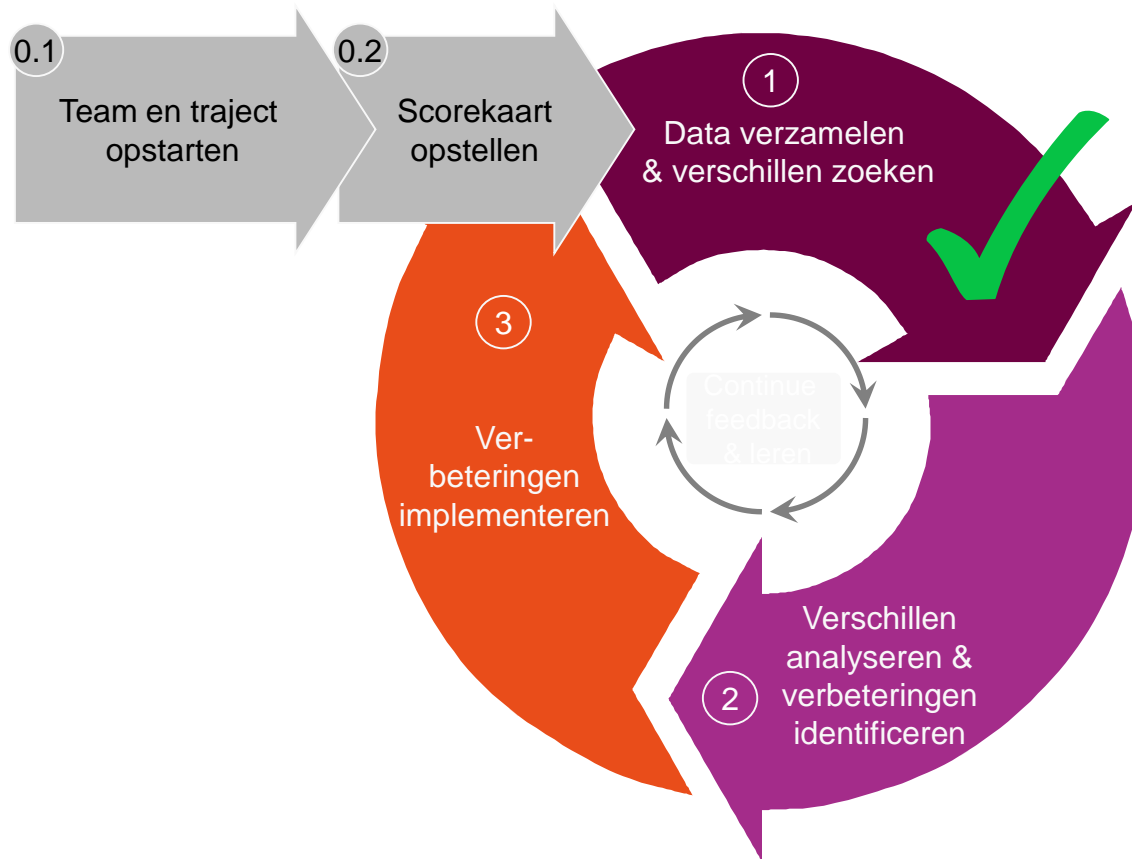 0.1
Team en traject
opstarten
0.2
Scorekaart
opstellen
1
Data verzamelen
& verschillen zoeken
2
Verschillen
analyseren &
verbeteringen
identificeren
3
Ver-
beteringen
implementeren
Continue
feedback
& leren